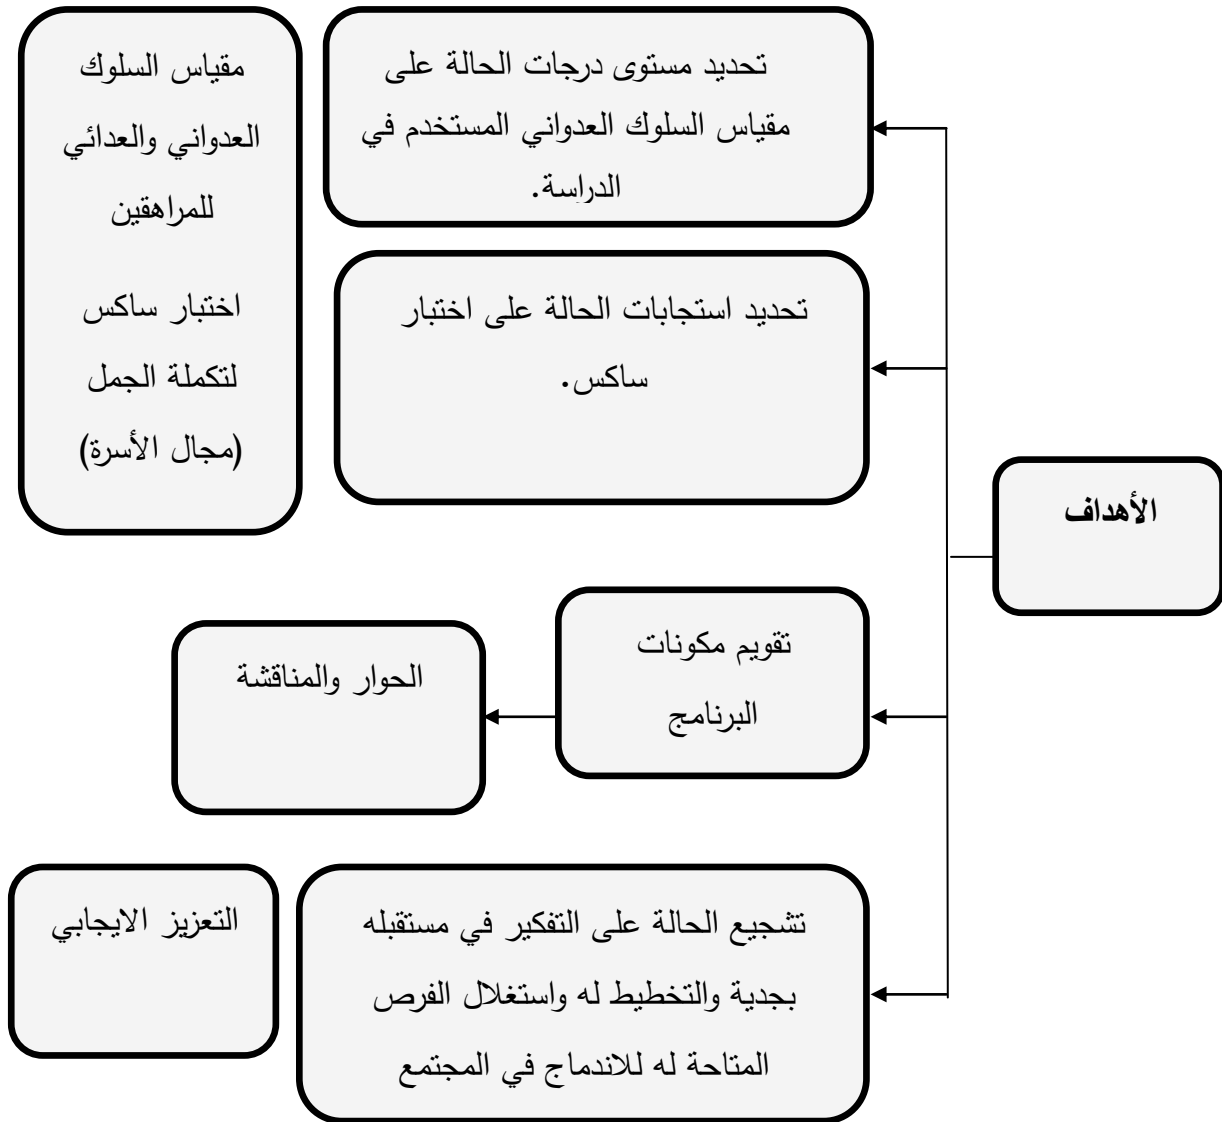 الأهداف
تحديد مستوى درجات الحالة على
مقياس السلوك العدواني المستخدم في
الدراسة.
مقياس السلوك
العدواني والعدائي
للمراهقين
اختبار ساكس
لتكملة الجمل
(مجال الأسرة)
تحديد استجابات الحالة على اختبار
ساكس.
تقويم مكونات
البرنامج
الحوار والمناقشة
تشجيع الحالة على التفكير في مستقبله
بجدية والتخطيط له واستغلال الفرص
المتاحة له للاندماج في المجتمع
التعزيز الايجابي